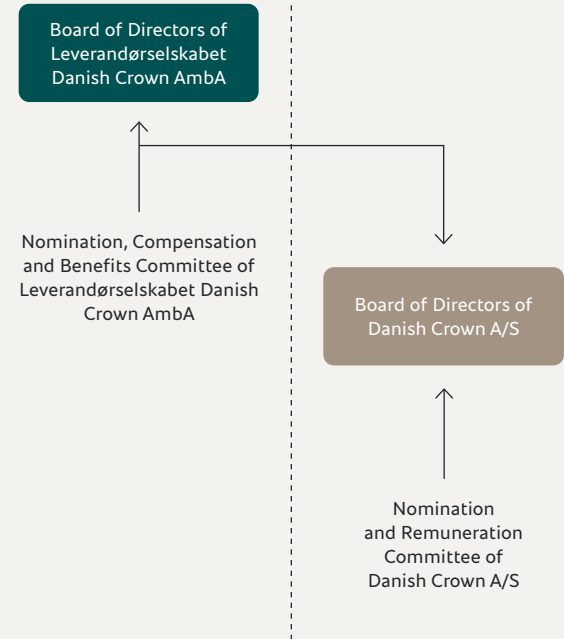 Board of Directors of
Leverandørselskabet
Danish Crown AmbA
Nomination, Compensation
and Benefits Committee of
Leverandørselskabet Danish
Crown AmbA
Board of Directors of
Danish Crown A/S
Nomination
and Remuneration
Committee of
Danish Crown A/S